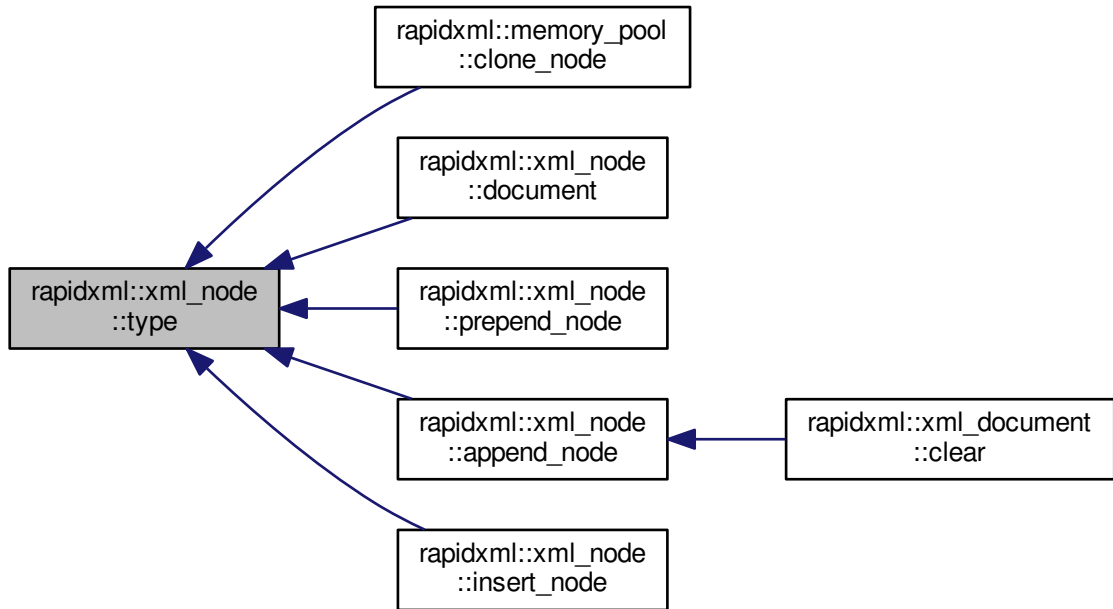 rapidxml::memory_pool
::clone_node
rapidxml::xml_node
::document
rapidxml::xml_node
::type
rapidxml::xml_node
::prepend_node
rapidxml::xml_node
::append_node
rapidxml::xml_document
::clear
rapidxml::xml_node
::insert_node